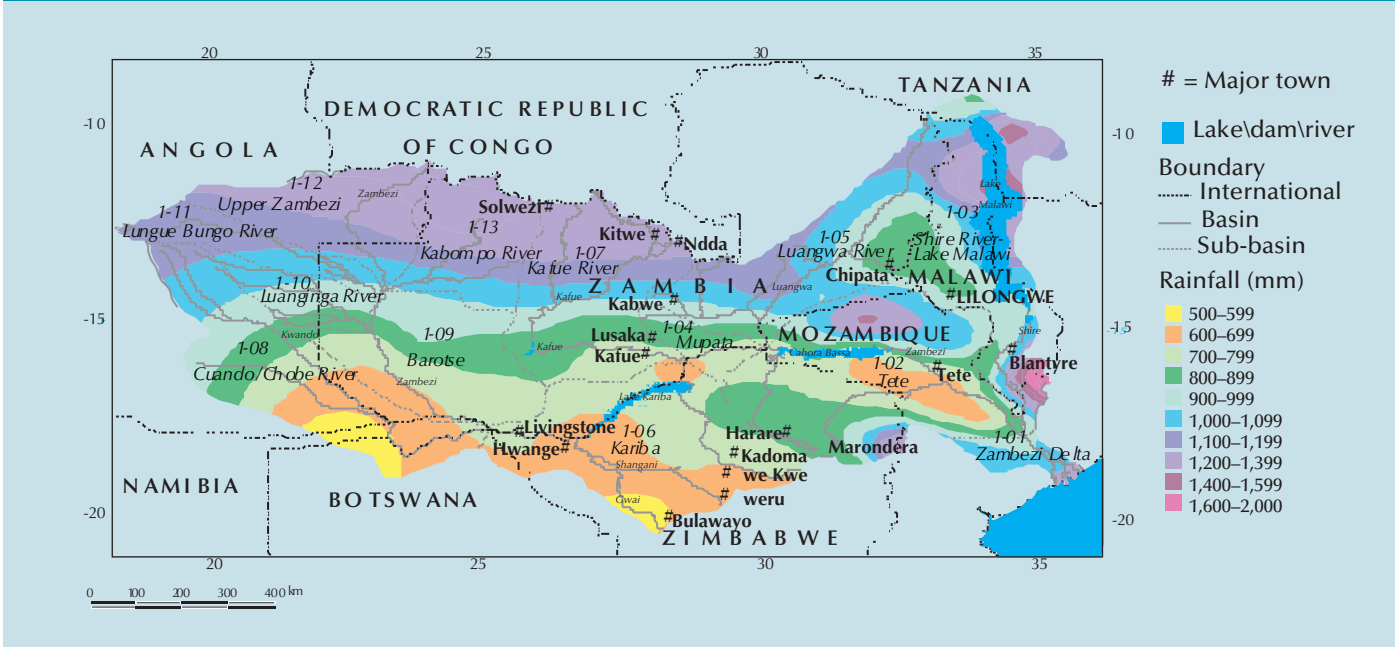 20 25 30 35
TANZANIA
DEMOCRATIC REPUBLIC
OF CONGO
ANGOLA
-10
-10
1-12
Upper Zambezi
Zambezi
1-11
Lungue Bungo River
Solwezi#
1-13
Kabompo River
Kitwe #
#Ndda
1-07
Kafue River
Lake
Malawi
1-03
Shire River-
Lake Malawi
1-05
Luangwa River
Chipata#
MALAWI
#LILONGWE
1-10
Luanginga River
ZAMBIA
Luangwa
Kafue
Kabwe #
-15
-15
Kwando
1-09
Barotse
Lusaka#
1-04
Mupata
MOZAMBIQUE
Shire
1-08
Cuando/Chobe River
Zambezi
Kafue
Kafue #
Cahora Bassa
Zambezi
#
Blantyre
1-02
Tete
#
Tete
Lake Kariba
#Livingstone
1-06
Kariba
Hwange#
Harare#
Marondera
1-01
Zambezi Delta
Shangani
# Kadoma
# we Kwe
# weru
Gwai
NAMIBIA
BOTSWANA
#Bulawayo
ZIMBABWE
-20
-20
20 25 30 35
0 100 200 300 400 km
# = Major town
Lake\dam\river
Boundary
International
Basin
Sub-basin
Rainfall (mm)
500–599
600–699
700–799
800–899
900–999
1,000–1,099
1,100–1,199
1,200–1,399
1,400–1,599
1,600–2,000